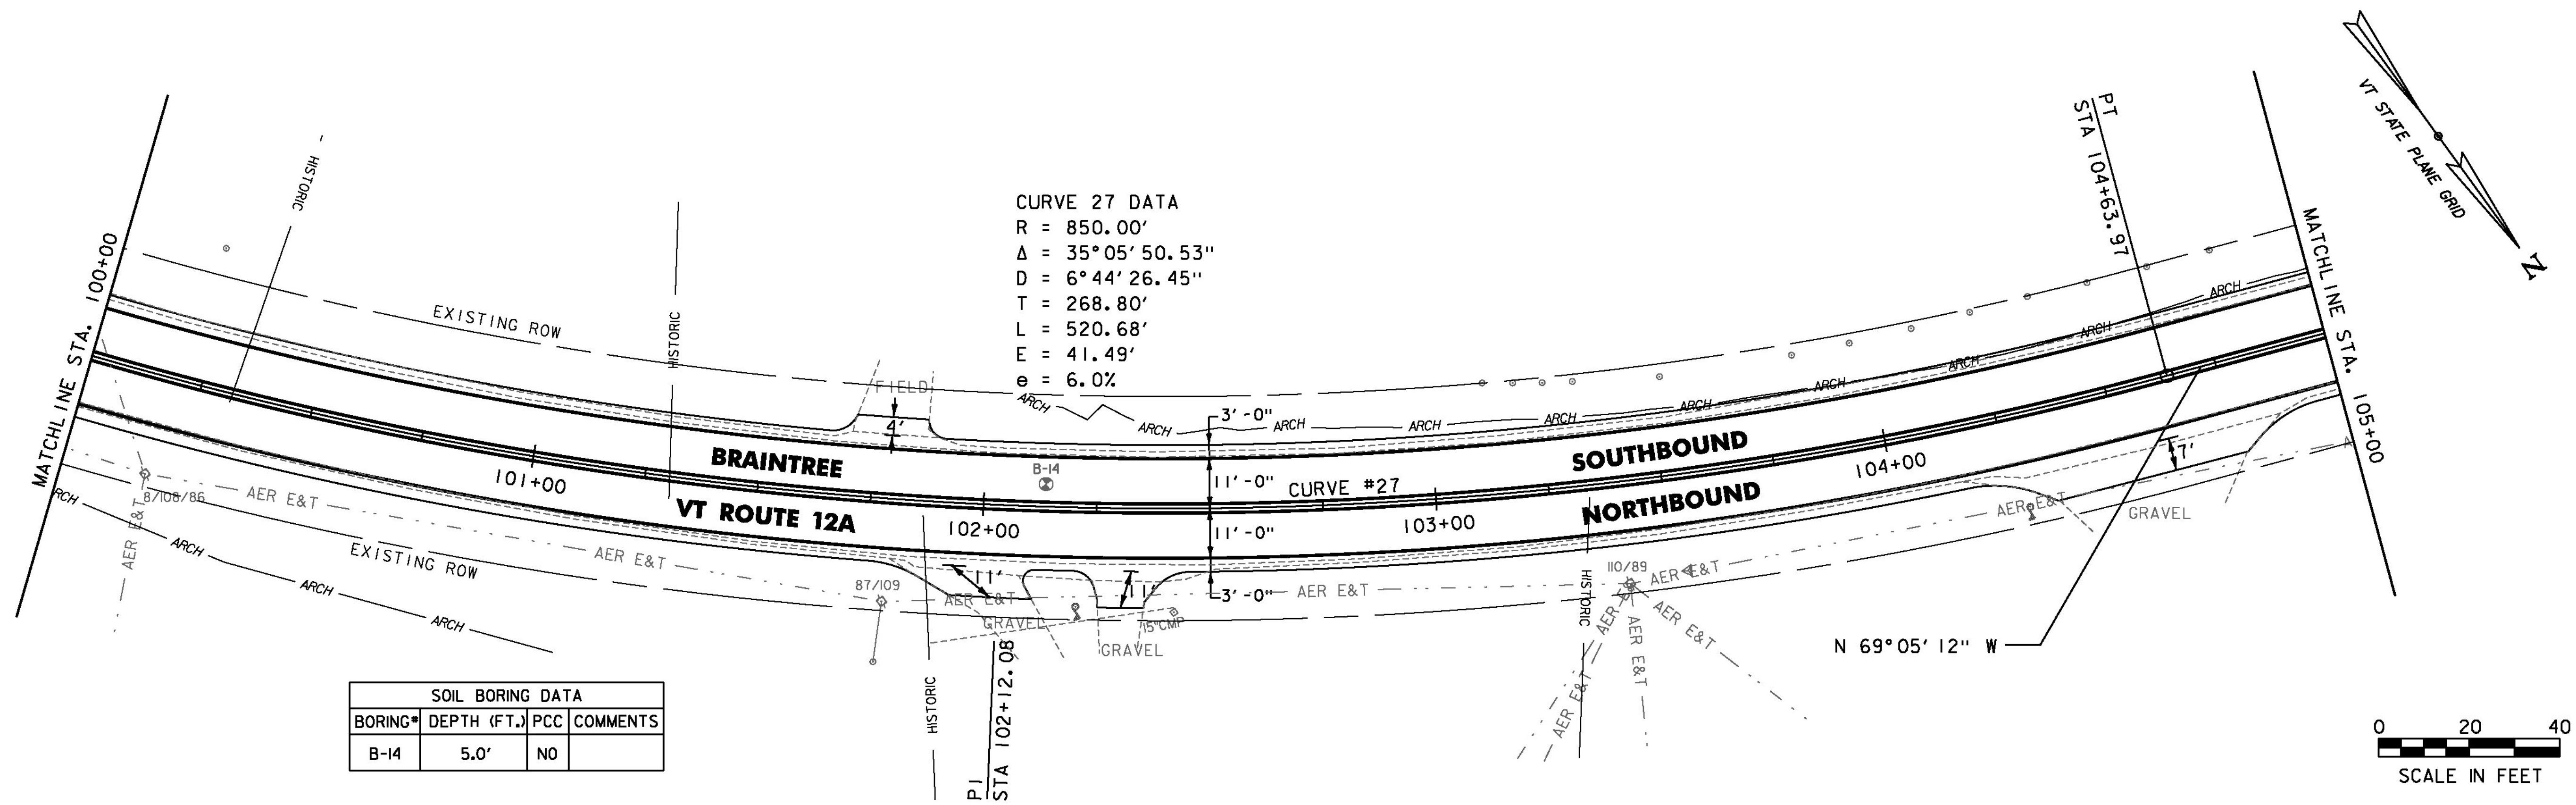 MATCHLINE STA. 100+00
HISTORIC
EXISTING ROW
HISTORIC
CURVE 27 DATA
R = 850.00'
Δ = 35°05'50.53"
D = 6°44'26.45"
T = 268.80'
L = 520.68'
E = 41.49'
e = 6.0%
FIELD
4'
ARCH
ARCH
ARCH
ARCH
ARCH
ARCH
ARCH
ARCH
ARCH
ARCH
3'-0"
11'-0"
11'-0"
3'-0"
PT
STA 104+63.97
MATCHLINE STA. 105+00
VT STATE PLANE GRID
N
BRAINTREE
SOUTHBOUND
B-14
CURVE #27
101+00
102+00
103+00
104+00
VT ROUTE 12A
NORTHBOUND
8/108/86
AER E&T
AER E&T
AER E&T
87/109
AER E&T
AER E&T
11'
11'
7'
GRAVEL
GRAVEL
GRAVEL
15"CMP
RCH
ARCH
ARCH
ARCH
EXISTING ROW
HISTORIC
HISTORIC
110/89
AER E&T
AER E&T
AER E&T
AER E&T
AER E&T
AER E
N 69°05'12" W
PI
STA 102+12.08
SOIL BORING DATA
BORING# DEPTH (FT.) PCC COMMENTS
B-14 5.0' NO
0 20 40
SCALE IN FEET